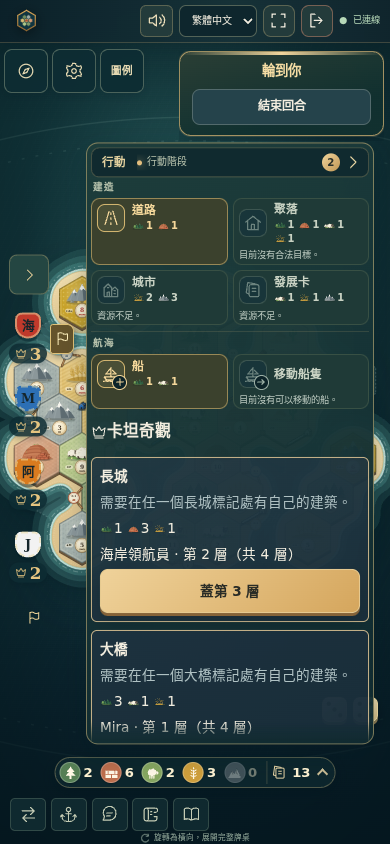 繁體中文
已連線
圖例
輪到你
結束回合
行動 行動階段 2
建造
道路
1 1
聚落
1 1 1
1
目前沒有合法目標。
城市
2 3
資源不足。
發展卡
1 1 1
資源不足。
航海
船
1 1
移動船隻
目前沒有可移動的船。
卡坦奇觀
長城
需要在任一個長城標記處有自己的建築。
1 3 1
海岸領航員 · 第 2 層（共 4 層）
蓋第 3 層
大橋
需要在任一個大橋標記處有自己的建築。
3 1 1
Mira · 第 1 層（共 4 層）
海
3
M
2
阿
2
J
2
2 6 2 3 0 13
旋轉為橫向，展開完整牌桌